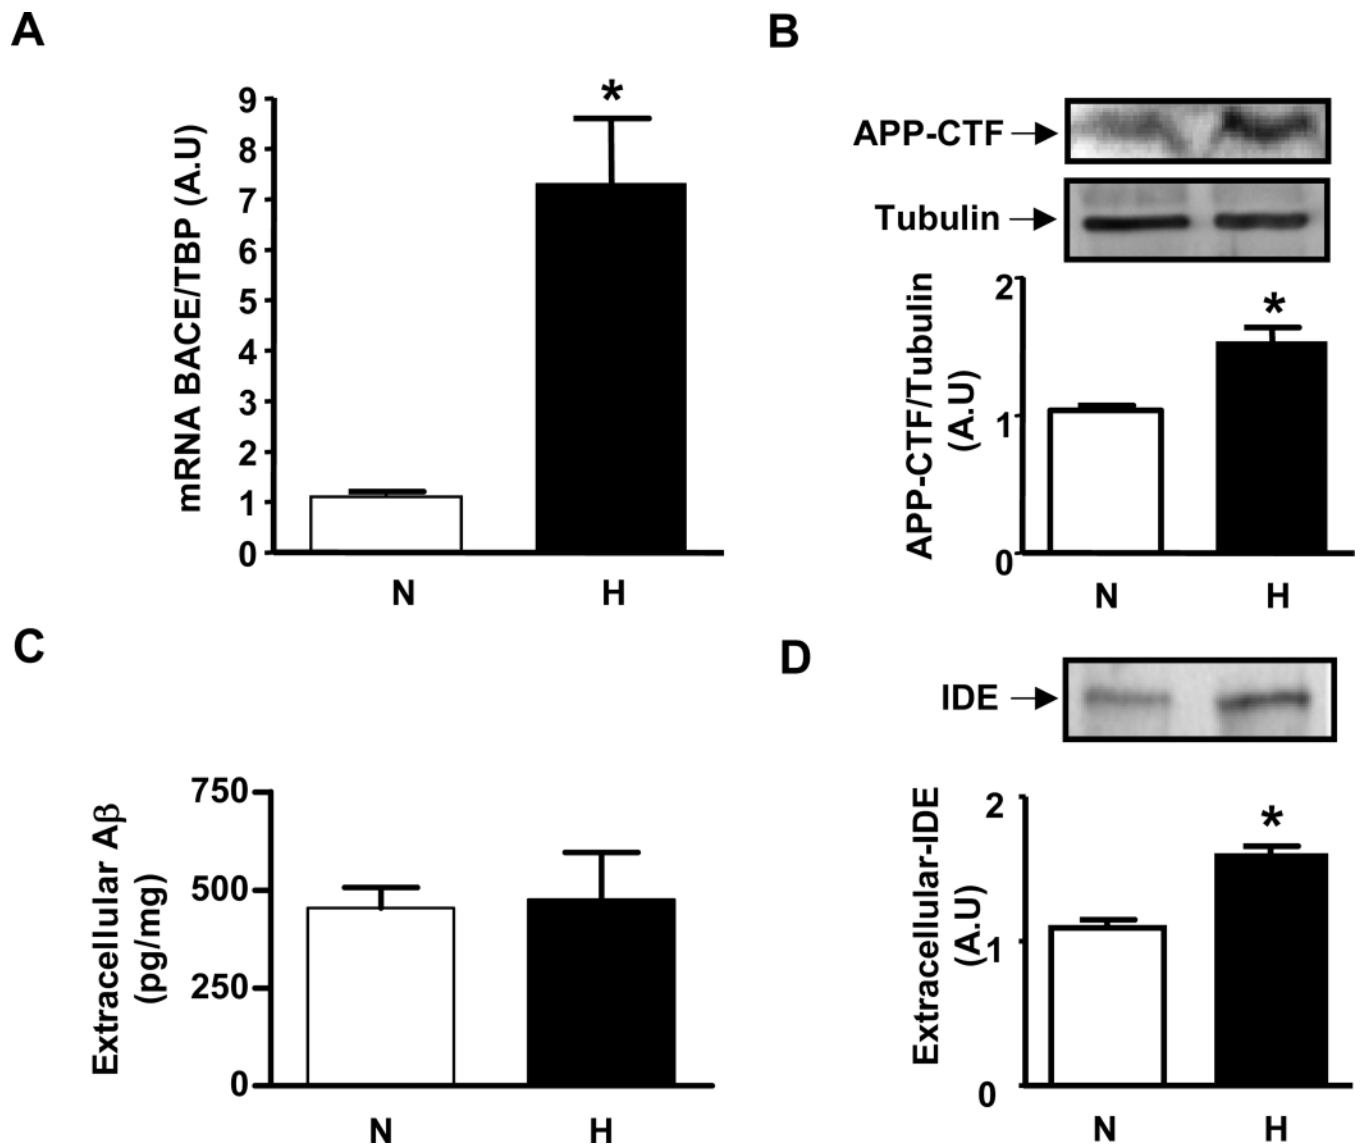 A
mRNA BACE/TBP (A.U)
9
8
7
6
5
4
3
2
1
0
*
N H
B
APP-CTF
Tubulin
APP-CTF/Tubulin
(A.U)
2
1
0
*
N H
C
Extracellular Aβ
(pg/mg)
750
500
250
0
N H
D
IDE
Extracellular-IDE
(A.U)
2
1
0
*
N H